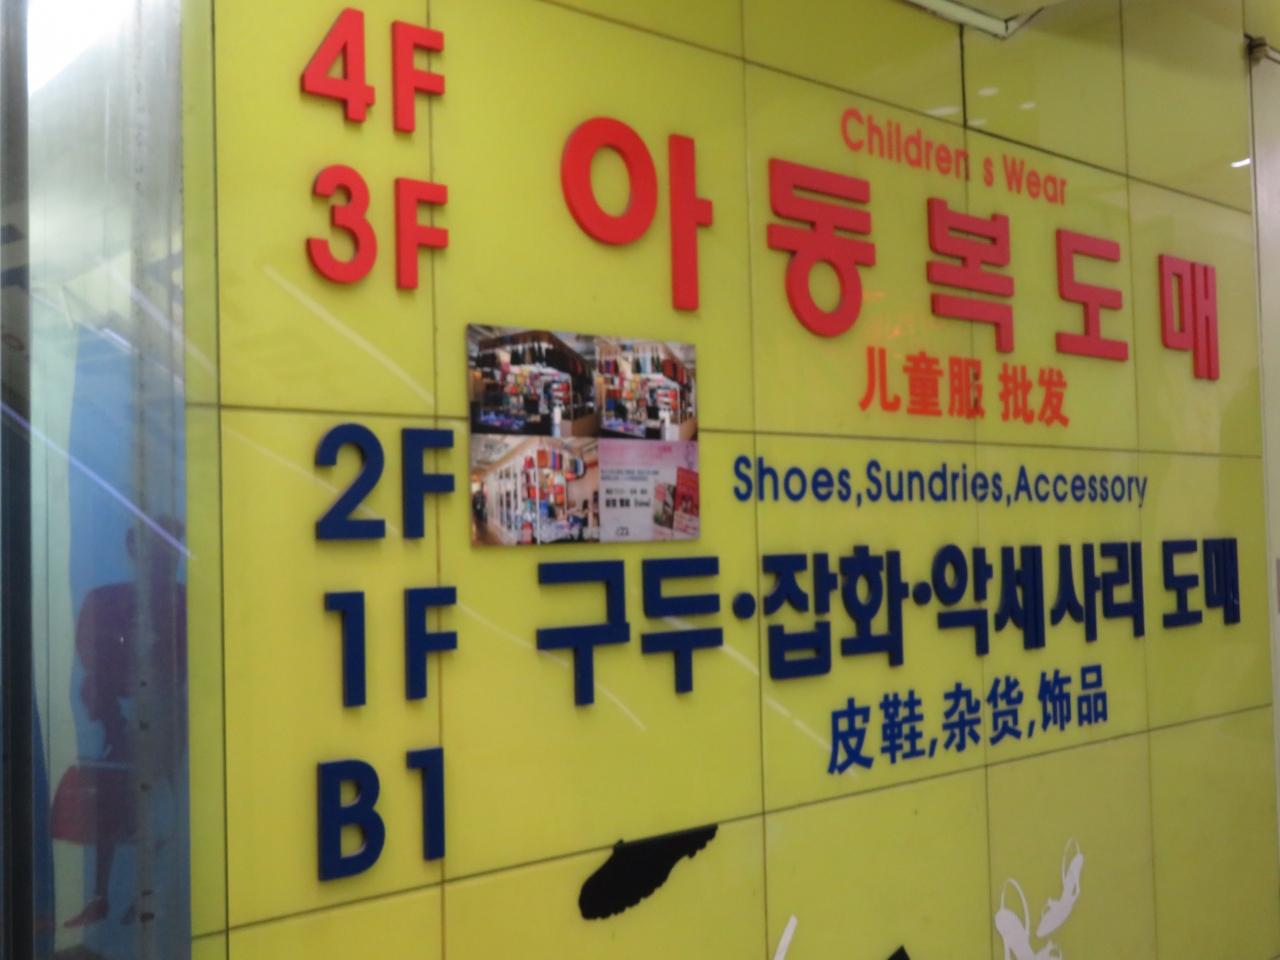 4F
3F
Children s Wear
아동복도매
儿童服 批发
2F
1F
B1
Shoes,Sundries,Accessory
구두·잡화·악세사리 도매
皮鞋,杂货,饰品